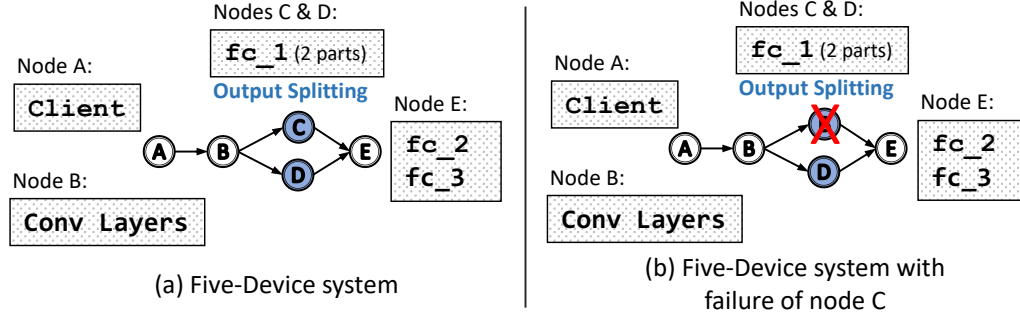 Nodes C & D:
fc_1 (2 parts)
Output Splitting
Node A:
Client
A
B
C
D
E
Node E:
fc_2
fc_3
Node B:
Conv Layers
(a) Five-Device system
Nodes C & D:
fc_1 (2 parts)
Output Splitting
Node A:
Client
A
B
D
E
Node E:
fc_2
fc_3
Node B:
Conv Layers
(b) Five-Device system with
failure of node C